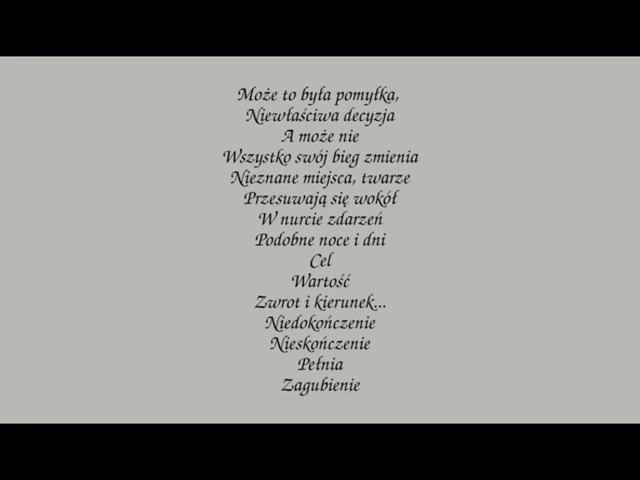 Może to była pomyłka,
Niewłaściwa decyzja
A może nie
Wszystko swój bieg zmienia
Nieznane miejsca, twarze
Przesuwają się wokół
W nurcie zdarzeń
Podobne noce i dni
Cel
Wartość
Zwrot i kierunek...
Niedokończenie
Nieskończenie
Pełnia
Zagubienie